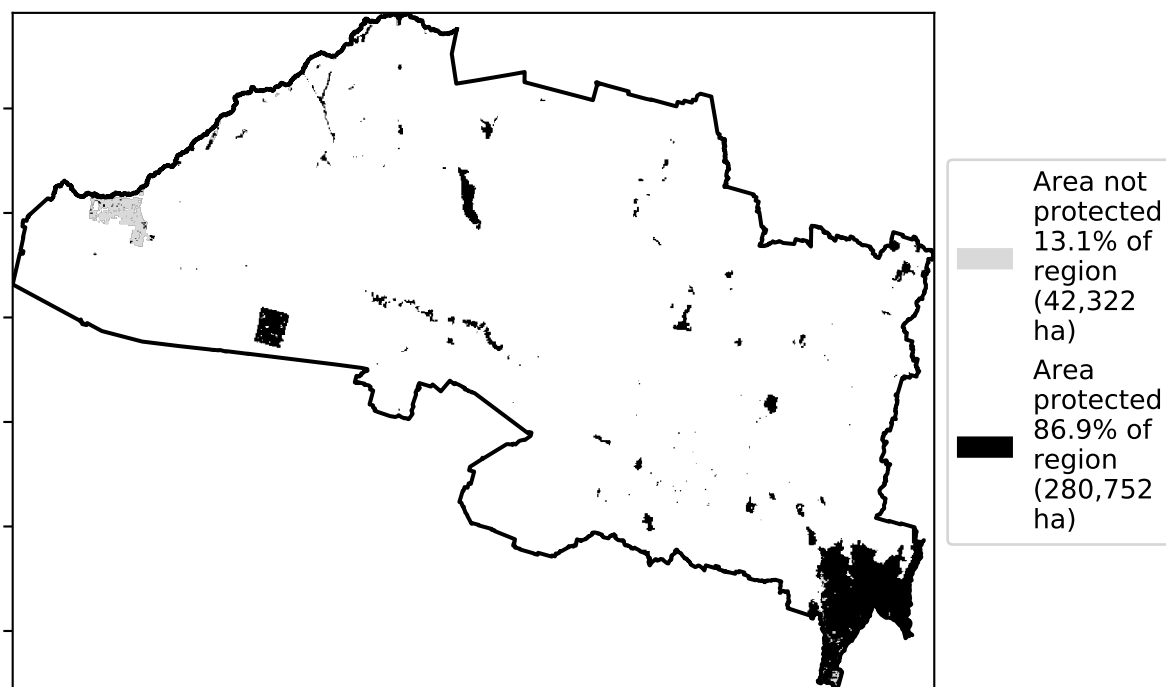 Area not
protected
13.1% of
region
(42,322
ha)
Area
protected
86.9% of
region
(280,752
ha)